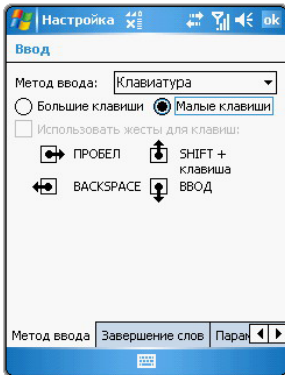 Настройка ok
Ввод
Метод ввода: Клавиатура
Большие клавиши Малые клавиши
Использовать жесты для клавиш:
ПРОБЕЛ SHIFT +
клавиша
BACKSPACE ВВОД
Метод ввода Завершение слов Парам